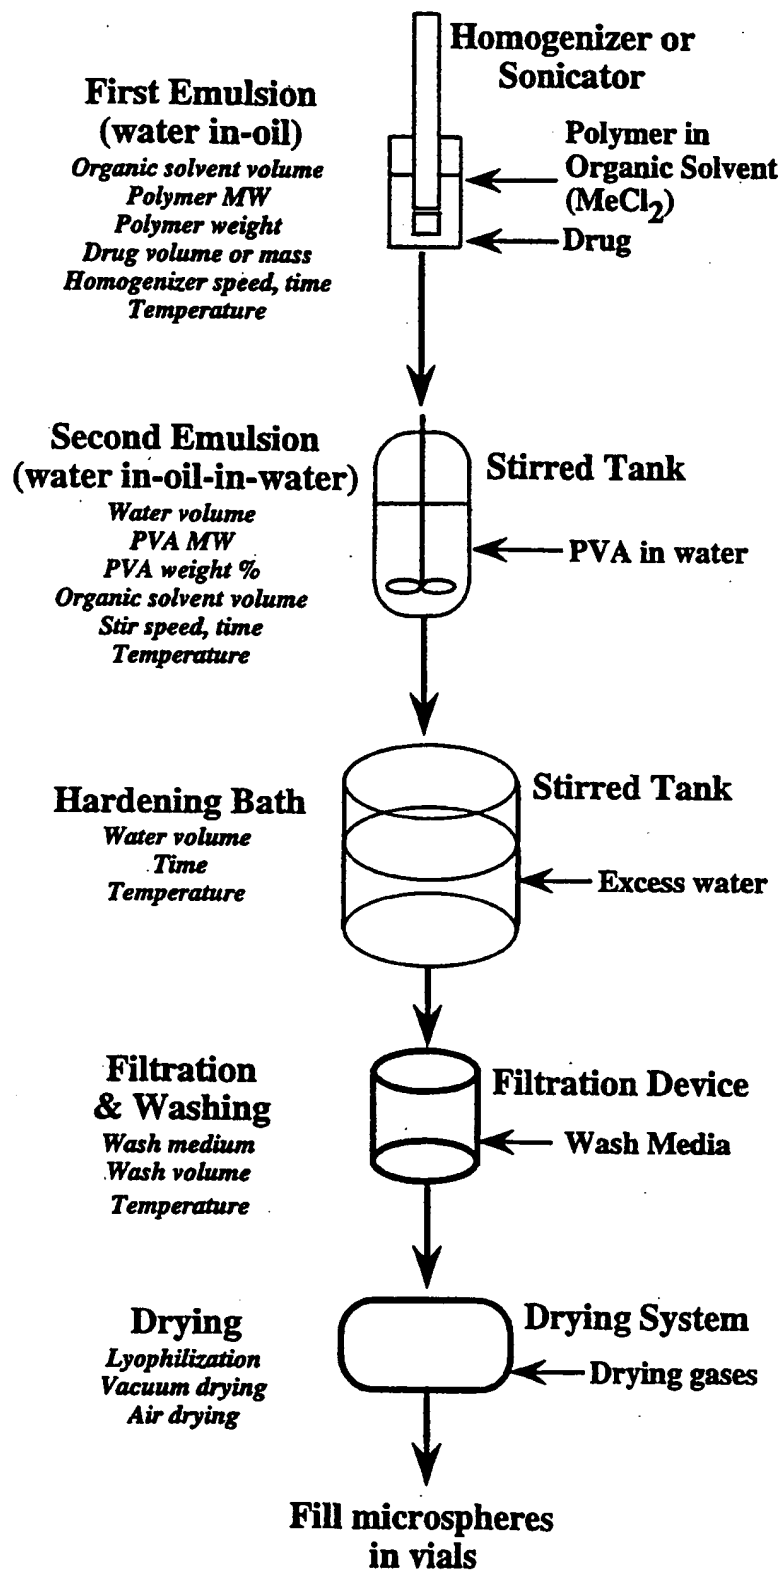 Homogenizer or
Sonicator
First Emulsion
(water in-oil)
Organic solvent volume
Polymer MW
Polymer weight
Drug volume or mass
Homogenizer speed, time
Temperature
Polymer in
Organic Solvent
(MeCl2)
Drug
Second Emulsion
(water in-oil-in-water)
Water volume
PVA MW
PVA weight %
Organic solvent volume
Stir speed, time
Temperature
Stirred Tank
PVA in water
Hardening Bath
Water volume
Time
Temperature
Stirred Tank
Excess water
Filtration
& Washing
Wash medium
Wash volume
Temperature
Filtration Device
Wash Media
Drying
Lyophilization
Vacuum drying
Air drying
Drying System
Drying gases
Fill microspheres
in vials